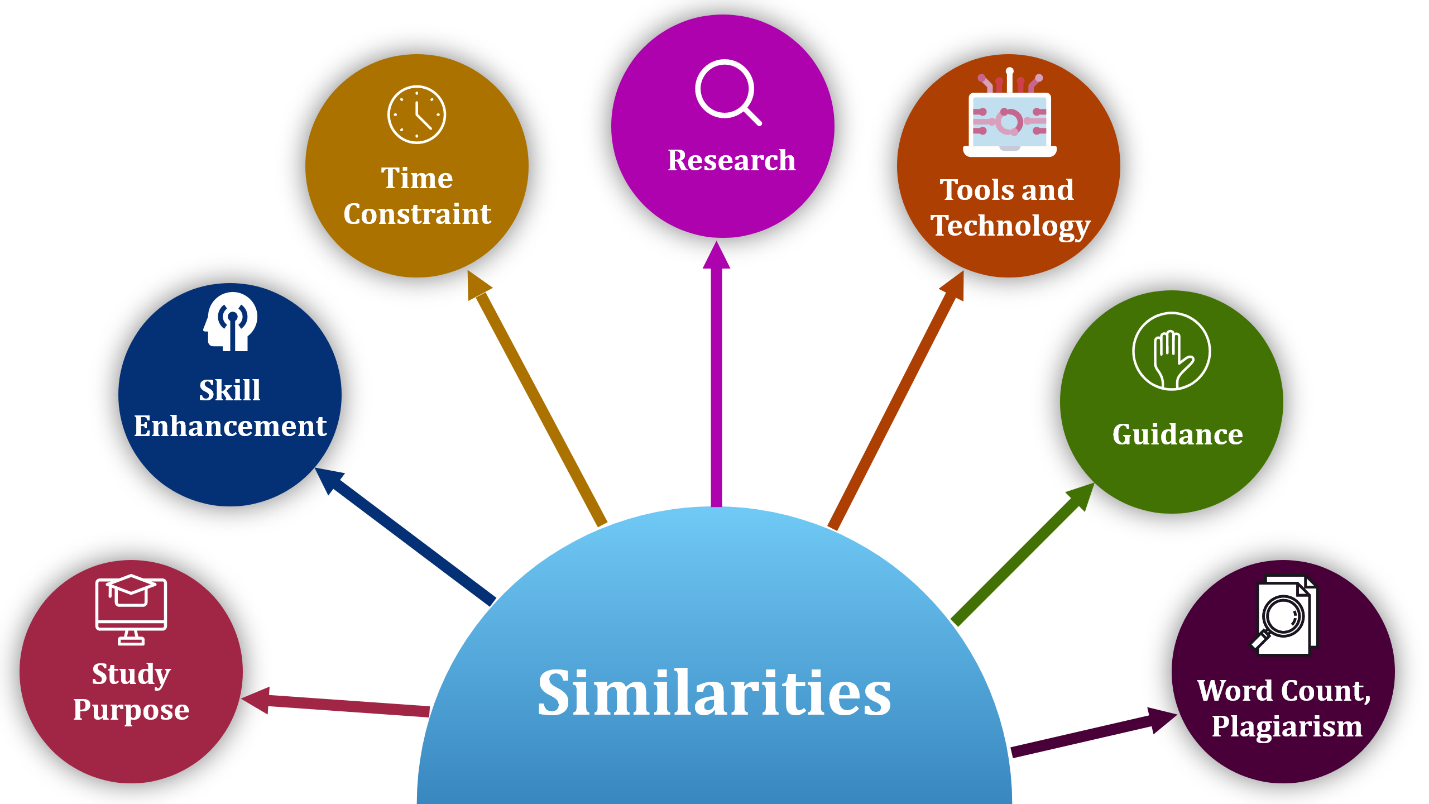 Research
Time
Constraint
Tools and
Technology
Skill
Enhancement
Guidance
Study
Purpose
Similarities
Word Count,
Plagiarism